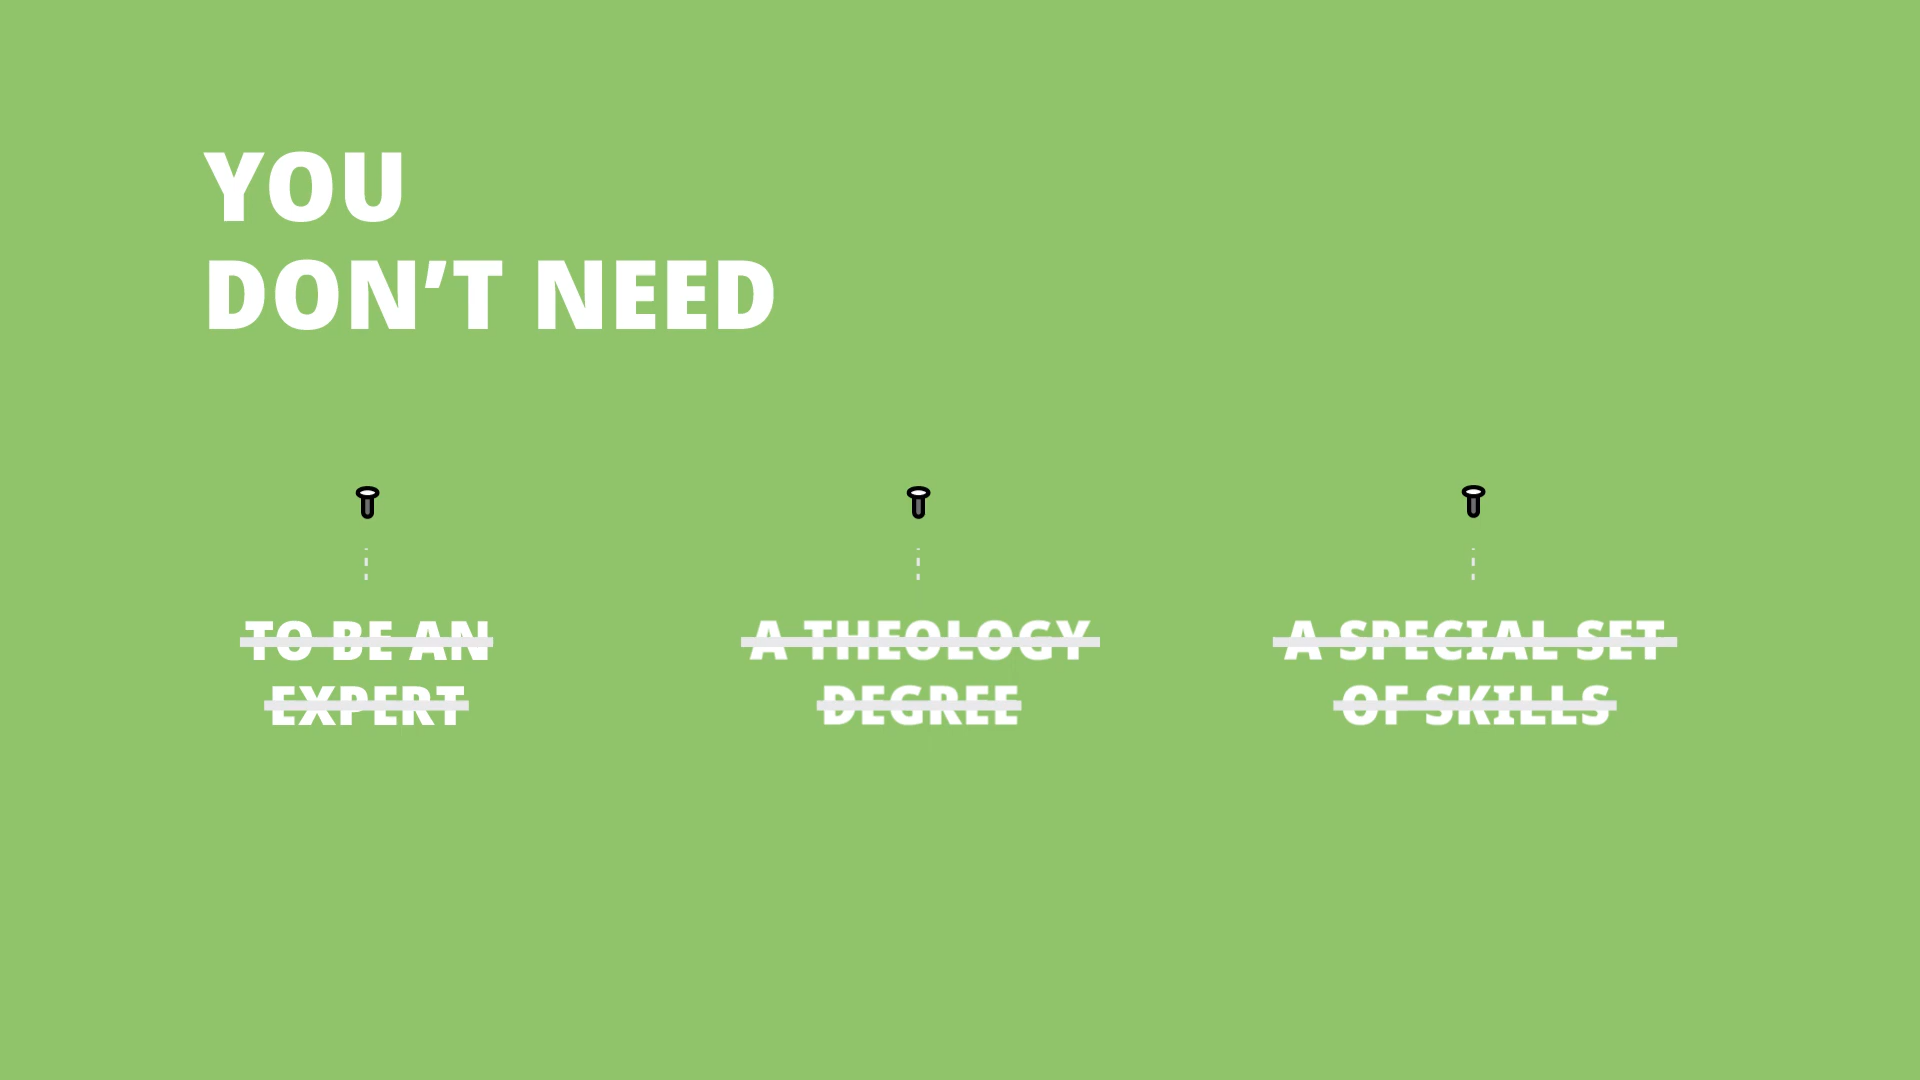 YOU
DON’T NEED
TO BE AN
EXPERT
A THEOLOGY
DEGREE
A SPECIAL SET
OF SKILLS